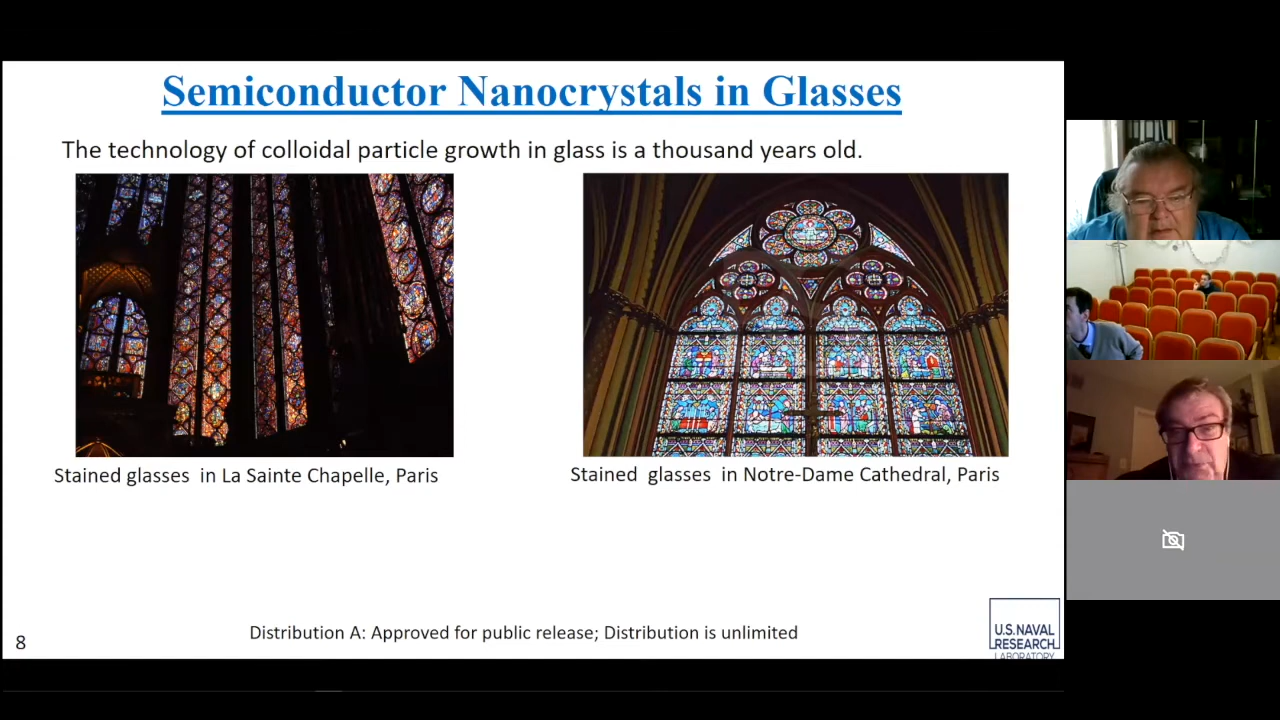 Semiconductor Nanocrystals in Glasses
The technology of colloidal particle growth in glass is a thousand years old.
Stained glasses in La Sainte Chapelle, Paris
Stained glasses in Notre-Dame Cathedral, Paris
Distribution A: Approved for public release; Distribution is unlimited
8
U.S. NAVAL
RESEARCH
LABORATORY